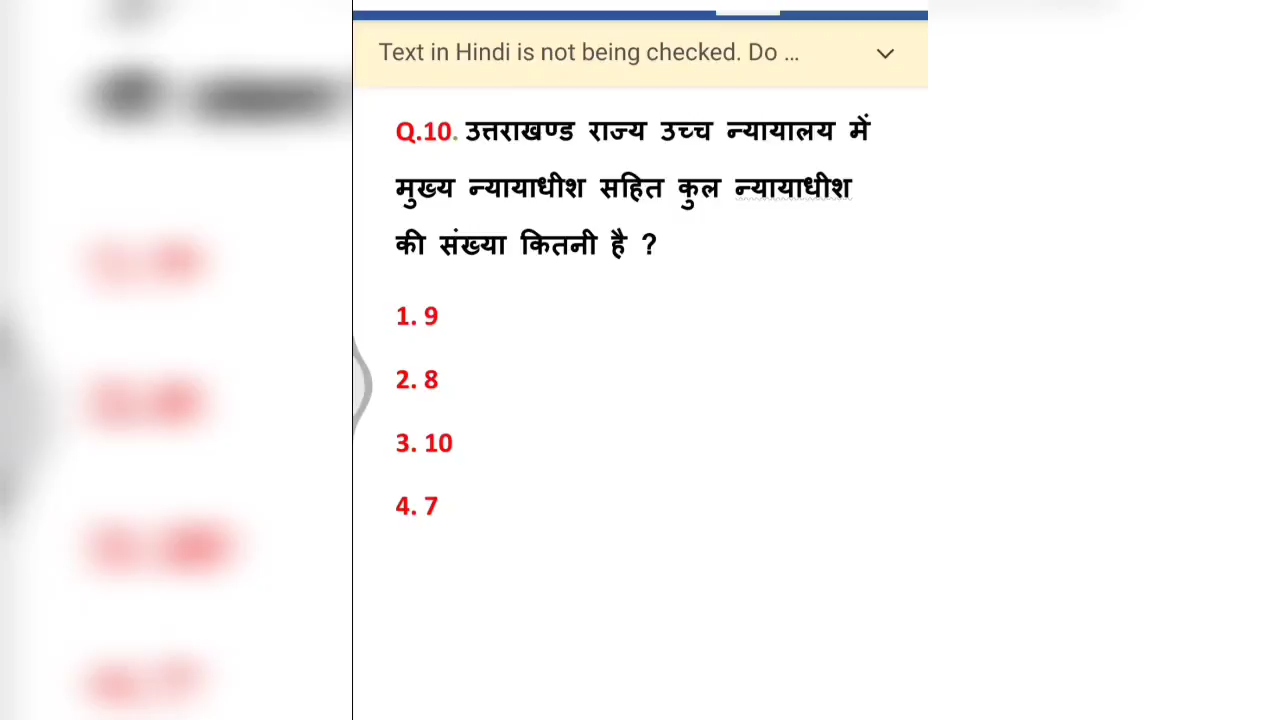 Text in Hindi is not being checked. Do ...
Q.10. उत्तराखण्ड राज्य उच्च न्यायालय में
मुख्य न्यायाधीश सहित कुल न्यायाधीश
की संख्या कितनी है ?
1. 9
2. 8
3. 10
4. 7